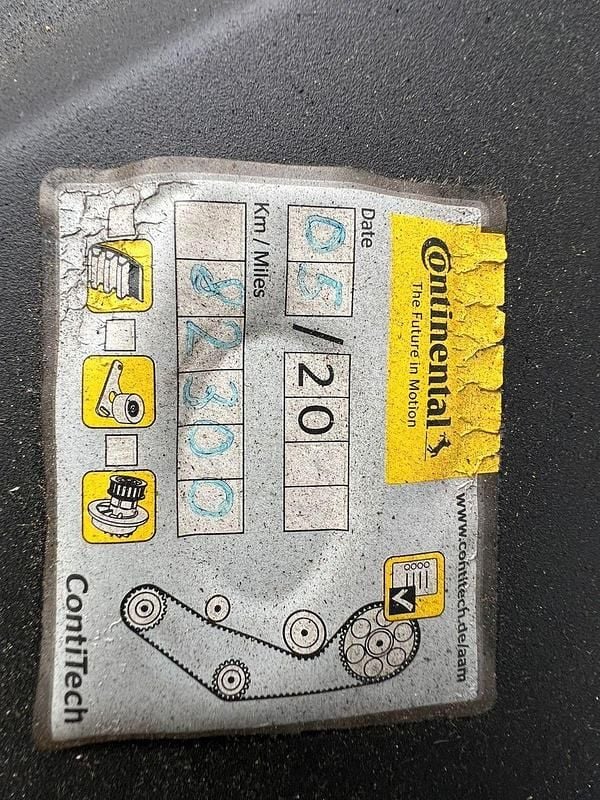 Continental
The Future in Motion
www.contitech.de/aam
Date
05/20
Km / Miles
82300
ContiTech